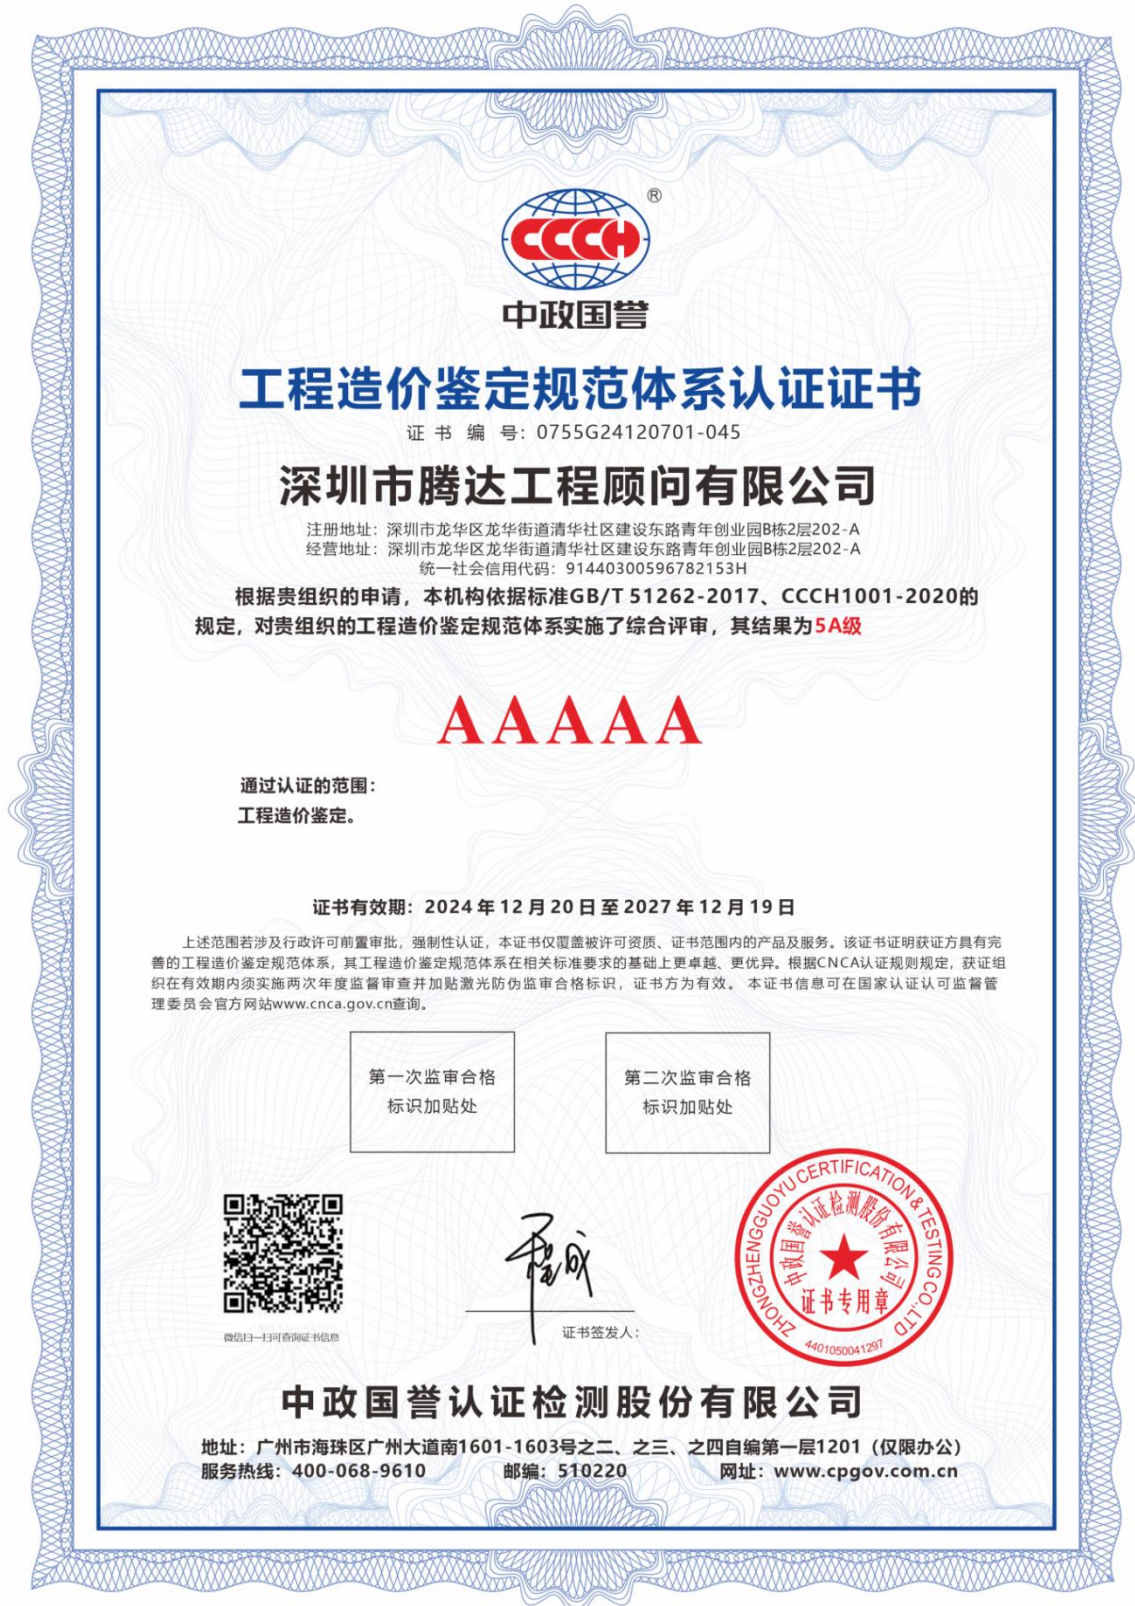 CCCH ®
中政国誉
工程造价鉴定规范体系认证证书
证 书 编 号：0755G24120701-045
深圳市腾达工程顾问有限公司
注册地址：深圳市龙华区龙华街道清华社区建设东路青年创业园B栋2层202-A
经营地址：深圳市龙华区龙华街道清华社区建设东路青年创业园B栋2层202-A
统一社会信用代码：91440300596782153H
根据贵组织的申请，本机构依据标准GB/T 51262-2017、CCCH1001-2020的
规定，对贵组织的工程造价鉴定规范体系实施了综合评审，其结果为5A级
AAAAA
通过认证的范围：
工程造价鉴定。
证书有效期：2024年12月20日至2027年12月19日
上述范围若涉及行政许可前置审批，强制性认证，本证书仅覆盖被许可资质、证书范围内的产品及服务。该证书证明获证方具有完
善的工程造价鉴定规范体系，其工程造价鉴定规范体系在相关标准要求的基础上更卓越、更优异。根据CNCA认证规则规定，获证组
织在有效期内须实施两次年度监督审查并加贴激光防伪监审合格标识，证书方为有效。 本证书信息可在国家认证认可监督管
理委员会官方网站www.cnca.gov.cn查询。
第一次监审合格
标识加贴处
第二次监审合格
标识加贴处
微信扫一扫可查询证书信息
证书签发人：
ZHONGZHENGGUOYU CERTIFICATION & TESTING CO.,LTD
中政国誉认证检测股份有限公司
证书专用章
4401050041297
中政国誉认证检测股份有限公司
地址：广州市海珠区广州大道南1601-1603号之二、之三、之四自编第一层1201（仅限办公）
服务热线：400-068-9610 邮编：510220 网址：www.cpgov.com.cn